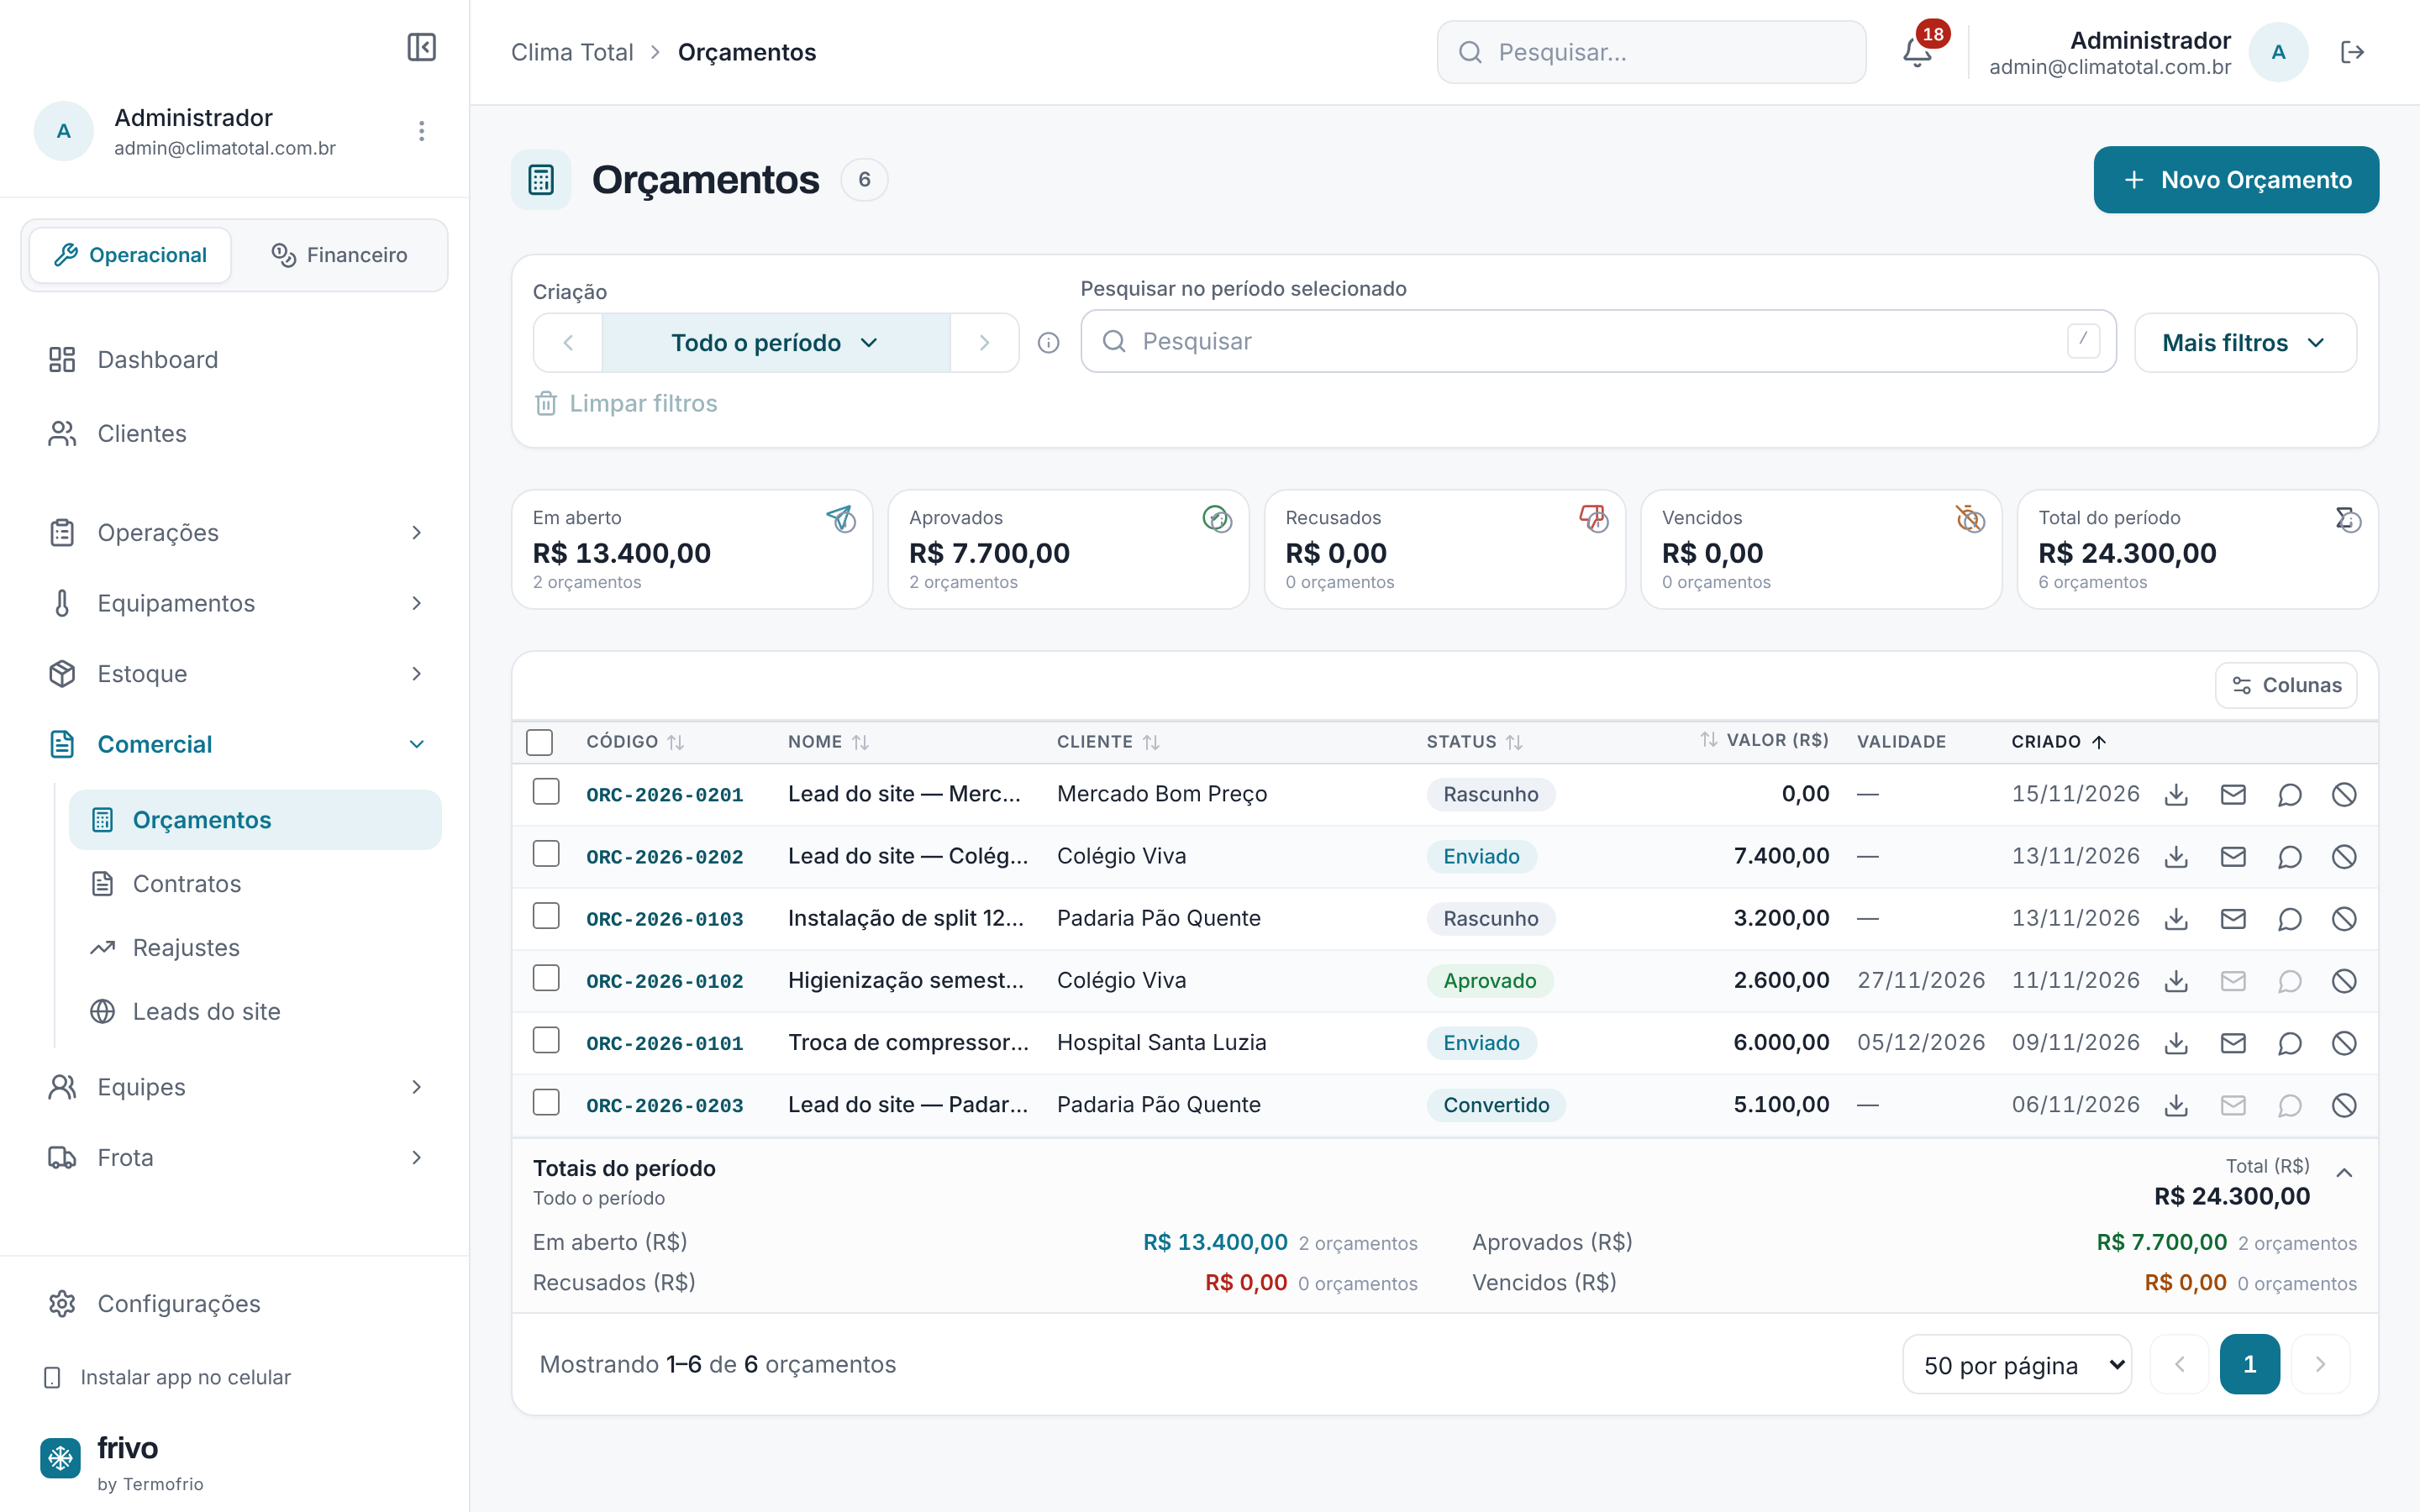 Administrador
admin@climatotal.com.br
A
Operacional
Financeiro
Dashboard
Clientes
Operações
Equipamentos
Estoque
Comercial
Orçamentos
Contratos
Reajustes
Leads do site
Equipes
Frota
Configurações
Instalar app no celular
frivo
by Termofrio
Clima Total > Orçamentos
Pesquisar...
18
Administrador
admin@climatotal.com.br
A
Orçamentos 6
+ Novo Orçamento
Criação
Todo o período
Pesquisar no período selecionado
Pesquisar /
Mais filtros
Limpar filtros
Em aberto
R$ 13.400,00
2 orçamentos
Aprovados
R$ 7.700,00
2 orçamentos
Recusados
R$ 0,00
0 orçamentos
Vencidos
R$ 0,00
0 orçamentos
Total do período
R$ 24.300,00
6 orçamentos
Colunas
CÓDIGO NOME CLIENTE STATUS VALOR (R$) VALIDADE CRIADO
ORC-2026-0201 Lead do site — Merc... Mercado Bom Preço Rascunho 0,00 — 15/11/2026
ORC-2026-0202 Lead do site — Colég... Colégio Viva Enviado 7.400,00 — 13/11/2026
ORC-2026-0103 Instalação de split 12... Padaria Pão Quente Rascunho 3.200,00 — 13/11/2026
ORC-2026-0102 Higienização semest... Colégio Viva Aprovado 2.600,00 27/11/2026 11/11/2026
ORC-2026-0101 Troca de compressor... Hospital Santa Luzia Enviado 6.000,00 05/12/2026 09/11/2026
ORC-2026-0203 Lead do site — Padar... Padaria Pão Quente Convertido 5.100,00 — 06/11/2026
Totais do período
Todo o período
Total (R$)
R$ 24.300,00
Em aberto (R$) R$ 13.400,00 2 orçamentos Aprovados (R$) R$ 7.700,00 2 orçamentos
Recusados (R$) R$ 0,00 0 orçamentos Vencidos (R$) R$ 0,00 0 orçamentos
Mostrando 1–6 de 6 orçamentos
50 por página
1